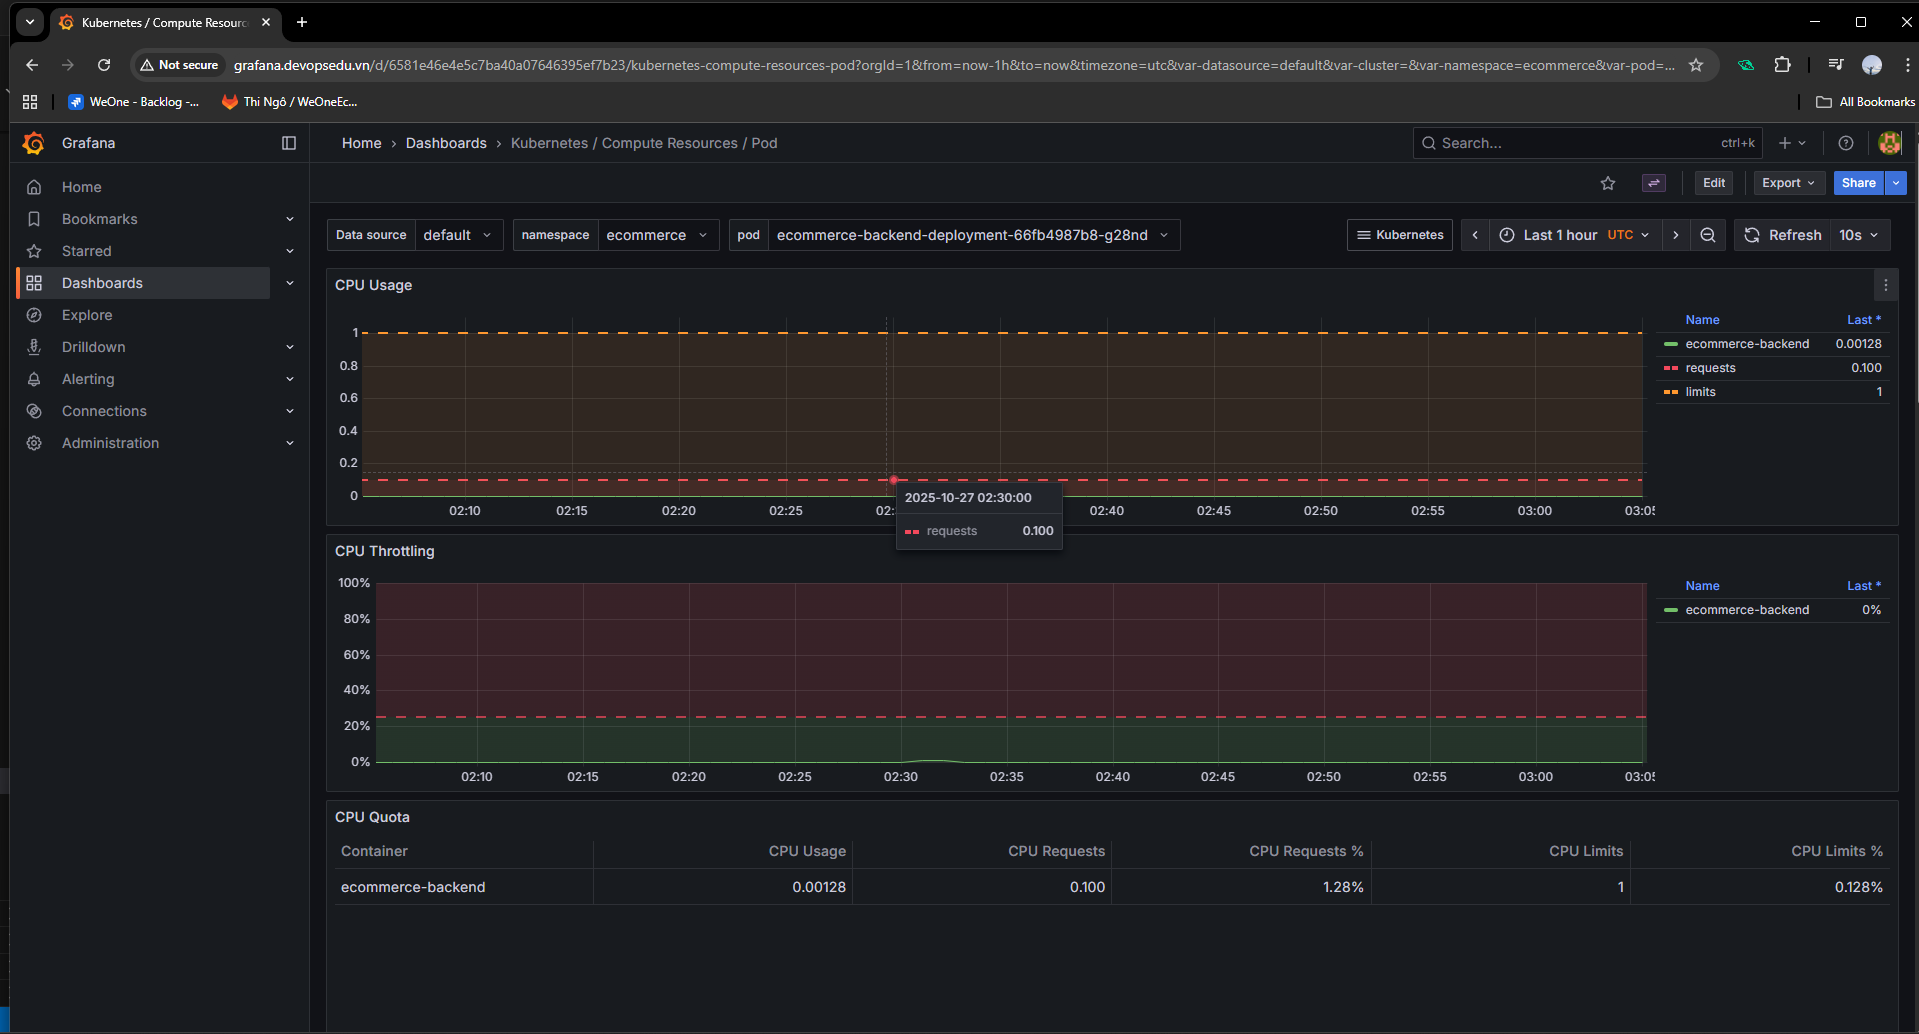 Kubernetes / Compute Resourc
Not secure
grafana.devopsedu.vn/d/6581e46e4e5c7ba40a07646395ef7b23/kubernetes-compute-resources-pod?orgId=1&from=now-1h&to=now&timezone=utc&var-datasource=default&var-cluster=&var-namespace=ecommerce&var-pod=...
WeOne - Backlog -...
Thi Ngô / WeOneEc...
All Bookmarks
Grafana
Home › Dashboards › Kubernetes / Compute Resources / Pod
Search... ctrl+k
Home
Bookmarks
Starred
Dashboards
Explore
Drilldown
Alerting
Connections
Administration
Edit Export Share
Data source default namespace ecommerce pod ecommerce-backend-deployment-66fb4987b8-g28nd
Kubernetes Last 1 hour UTC Refresh 10s
CPU Usage
1
0.8
0.6
0.4
0.2
0
02:10 02:15 02:20 02:25 02: 02:40 02:45 02:50 02:55 03:00 03:05
Name Last *
ecommerce-backend 0.00128
requests 0.100
limits 1
2025-10-27 02:30:00
requests 0.100
CPU Throttling
100%
80%
60%
40%
20%
0%
02:10 02:15 02:20 02:25 02:30 02:35 02:40 02:45 02:50 02:55 03:00 03:05
Name Last *
ecommerce-backend 0%
CPU Quota
Container CPU Usage CPU Requests CPU Requests % CPU Limits CPU Limits %
ecommerce-backend 0.00128 0.100 1.28% 1 0.128%